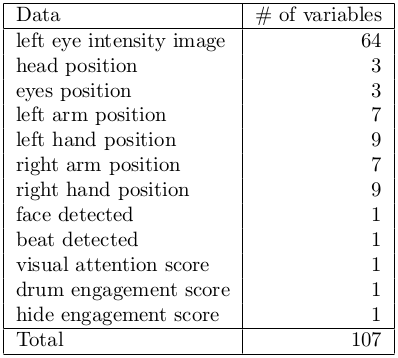 Data # of variables
left eye intensity image 64
head position 3
eyes position 3
left arm position 7
left hand position 9
right arm position 7
right hand position 9
face detected 1
beat detected 1
visual attention score 1
drum engagement score 1
hide engagement score 1
Total 107